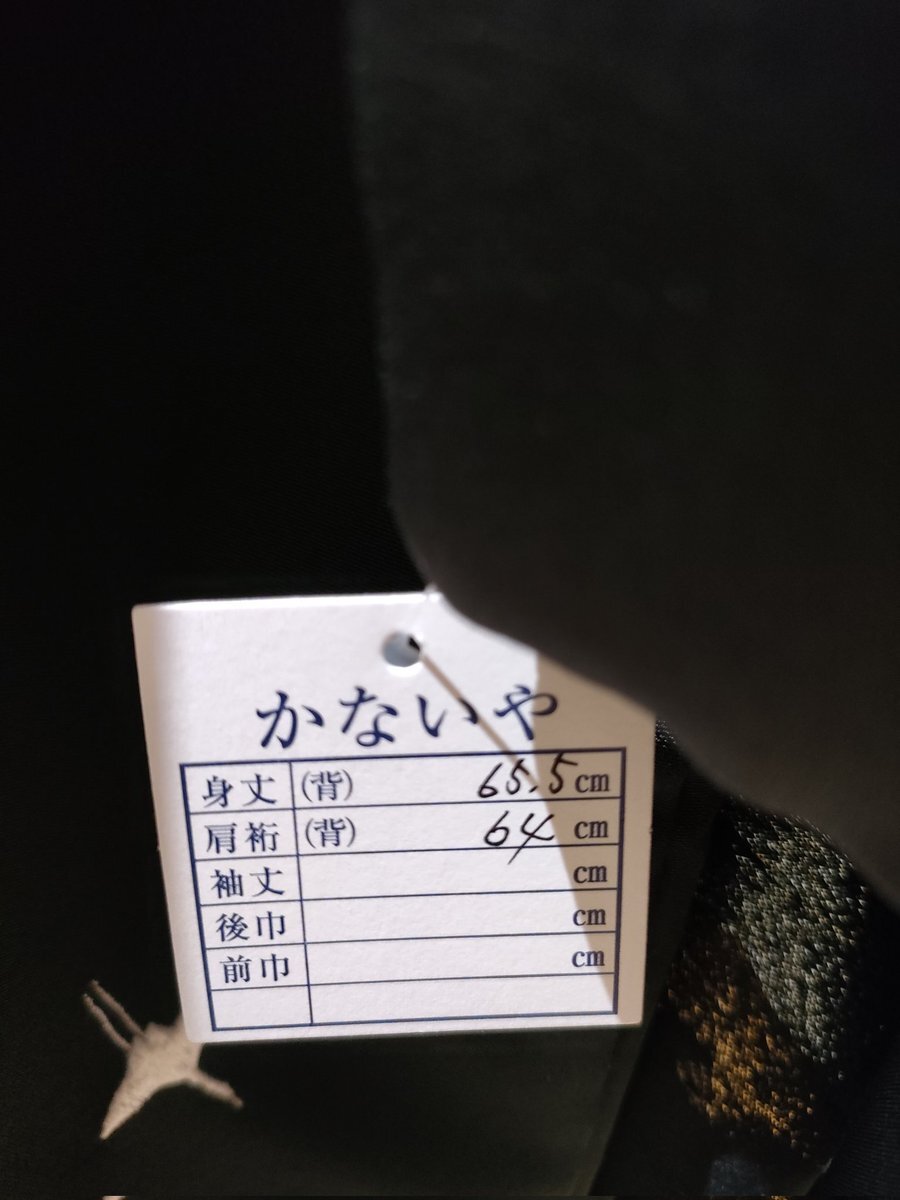 かないや
身丈 (背) 65.5 cm
肩裄 (背) 64 cm
袖丈 cm
後巾 cm
前巾 cm